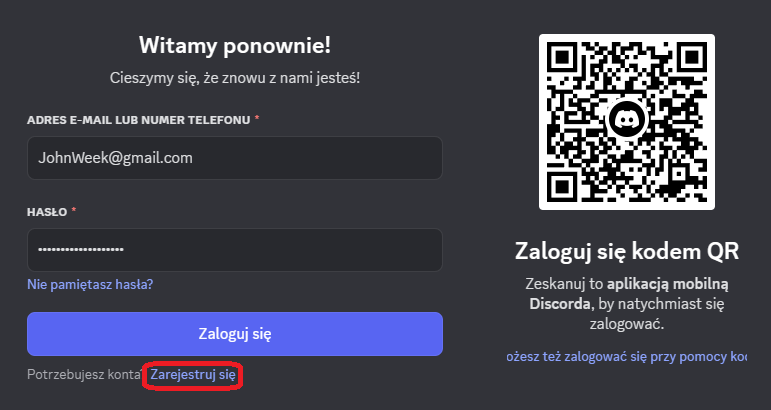 Witamy ponownie!
Cieszymy się, że znowu z nami jesteś!
ADRES E-MAIL LUB NUMER TELEFONU *
JohnWeek@gmail.com
HASŁO *
•••••••••••••••••••
Nie pamiętasz hasła?
Zaloguj się
Potrzebujesz konta? Zarejestruj się
Zaloguj się kodem QR
Zeskanuj to aplikacją mobilną
Discorda, by natychmiast się
zalogować.
ożesz też zalogować się przy pomocy